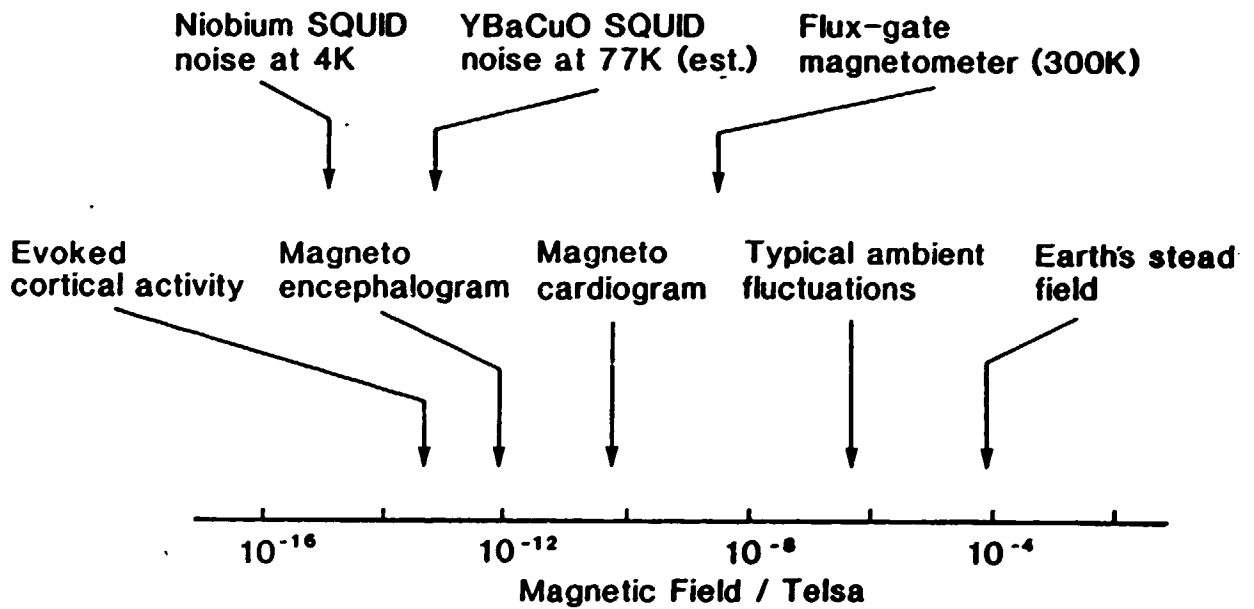 Niobium SQUID
noise at 4K
YBaCuO SQUID
noise at 77K (est.)
Flux-gate
magnetometer (300K)
Evoked
cortical activity
Magneto
encephalogram
Magneto
cardiogram
Typical ambient
fluctuations
Earth's stead
field
10⁻¹⁶
10⁻¹²
10⁻⁸
10⁻⁴
Magnetic Field / Telsa